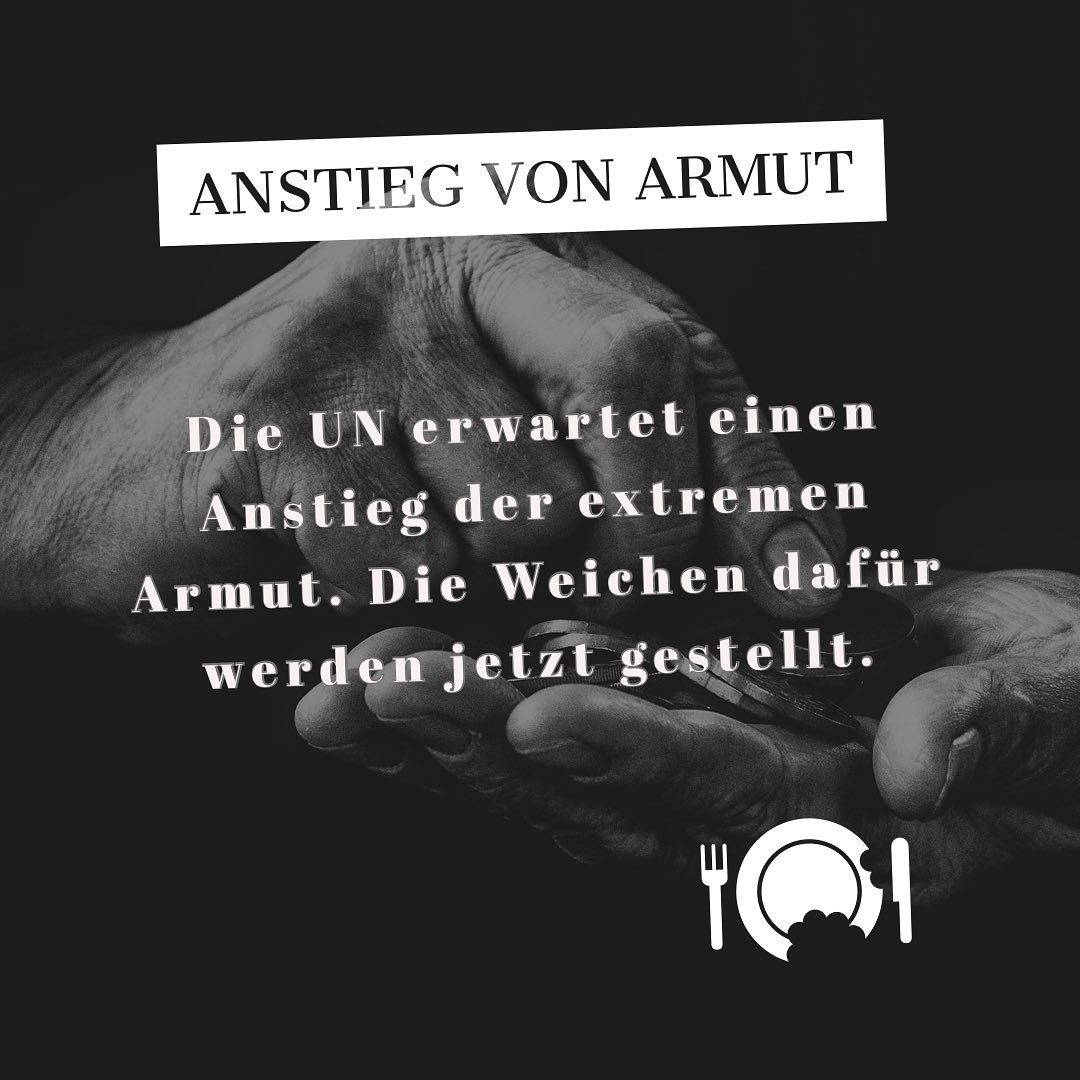 ANSTIEG VON ARMUT
Die UN erwartet einen
Anstieg der extremen
Armut. Die Weichen dafür
werden jetzt gestellt.